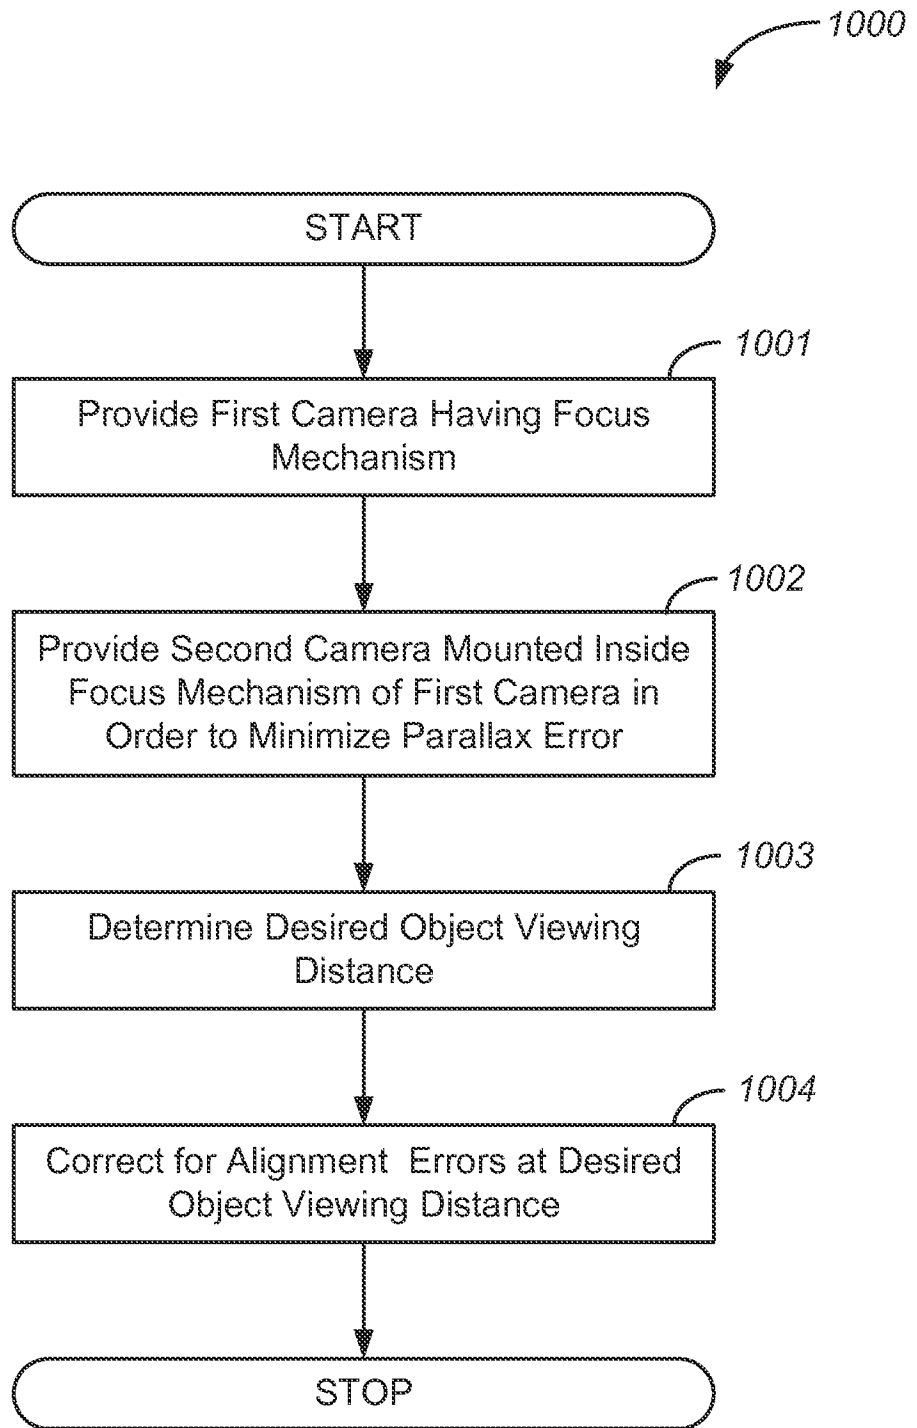 1000
START
1001
Provide First Camera Having Focus
Mechanism
1002
Provide Second Camera Mounted Inside
Focus Mechanism of First Camera in
Order to Minimize Parallax Error
1003
Determine Desired Object Viewing
Distance
1004
Correct for Alignment Errors at Desired
Object Viewing Distance
STOP